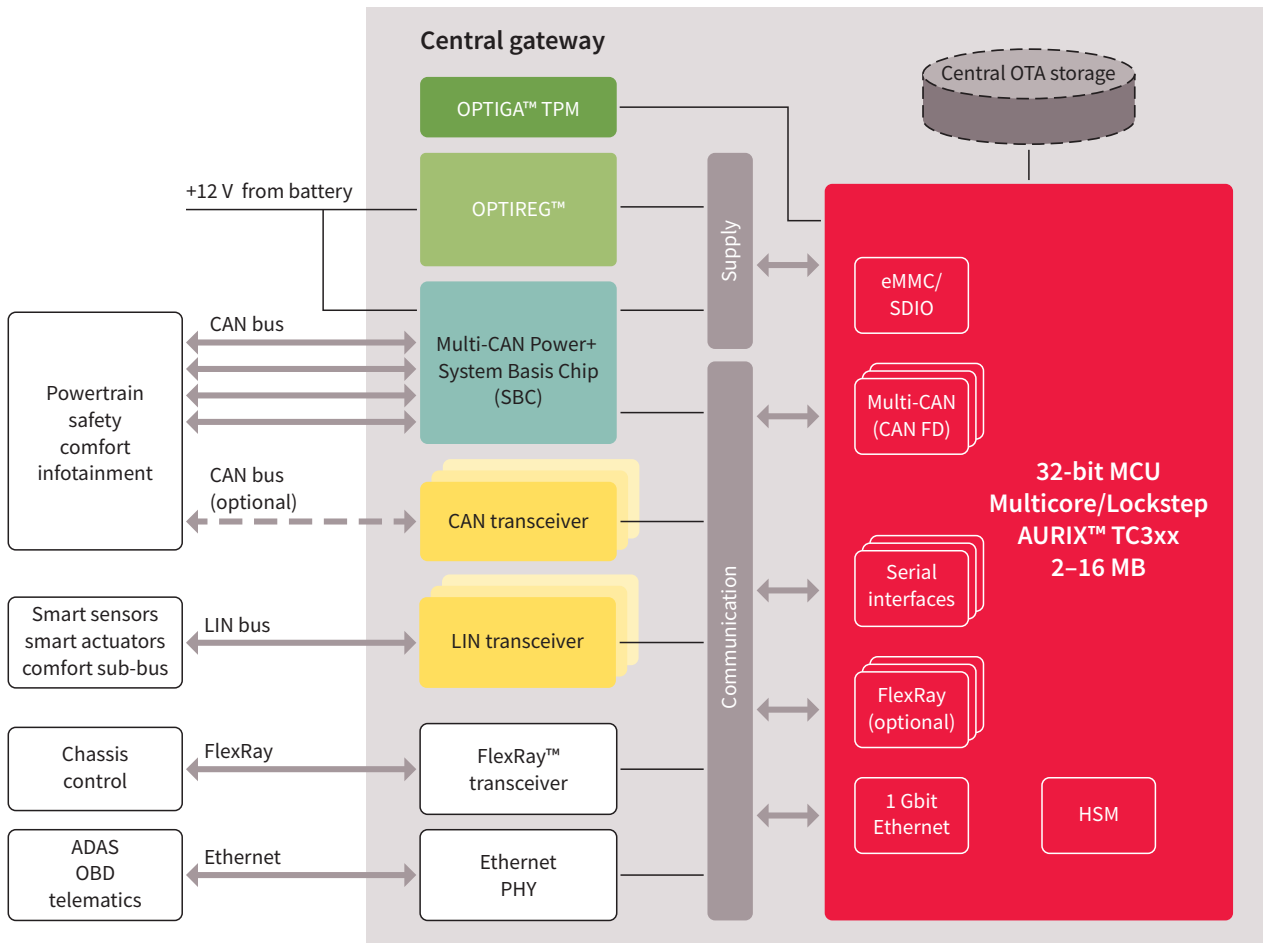 Central gateway
Central OTA storage
OPTIGA™ TPM
+12 V from battery
OPTIREG™
Supply
Powertrain
safety
comfort
infotainment
CAN bus
CAN bus
(optional)
Multi-CAN Power+
System Basis Chip
(SBC)
CAN transceiver
Smart sensors
smart actuators
comfort sub-bus
LIN bus
LIN transceiver
Chassis
control
FlexRay
FlexRay™
transceiver
ADAS
OBD
telematics
Ethernet
Ethernet
PHY
Communication
eMMC/
SDIO
Multi-CAN
(CAN FD)
32-bit MCU
Multicore/Lockstep
AURIX™ TC3xx
2–16 MB
Serial
interfaces
FlexRay
(optional)
1 Gbit
Ethernet
HSM